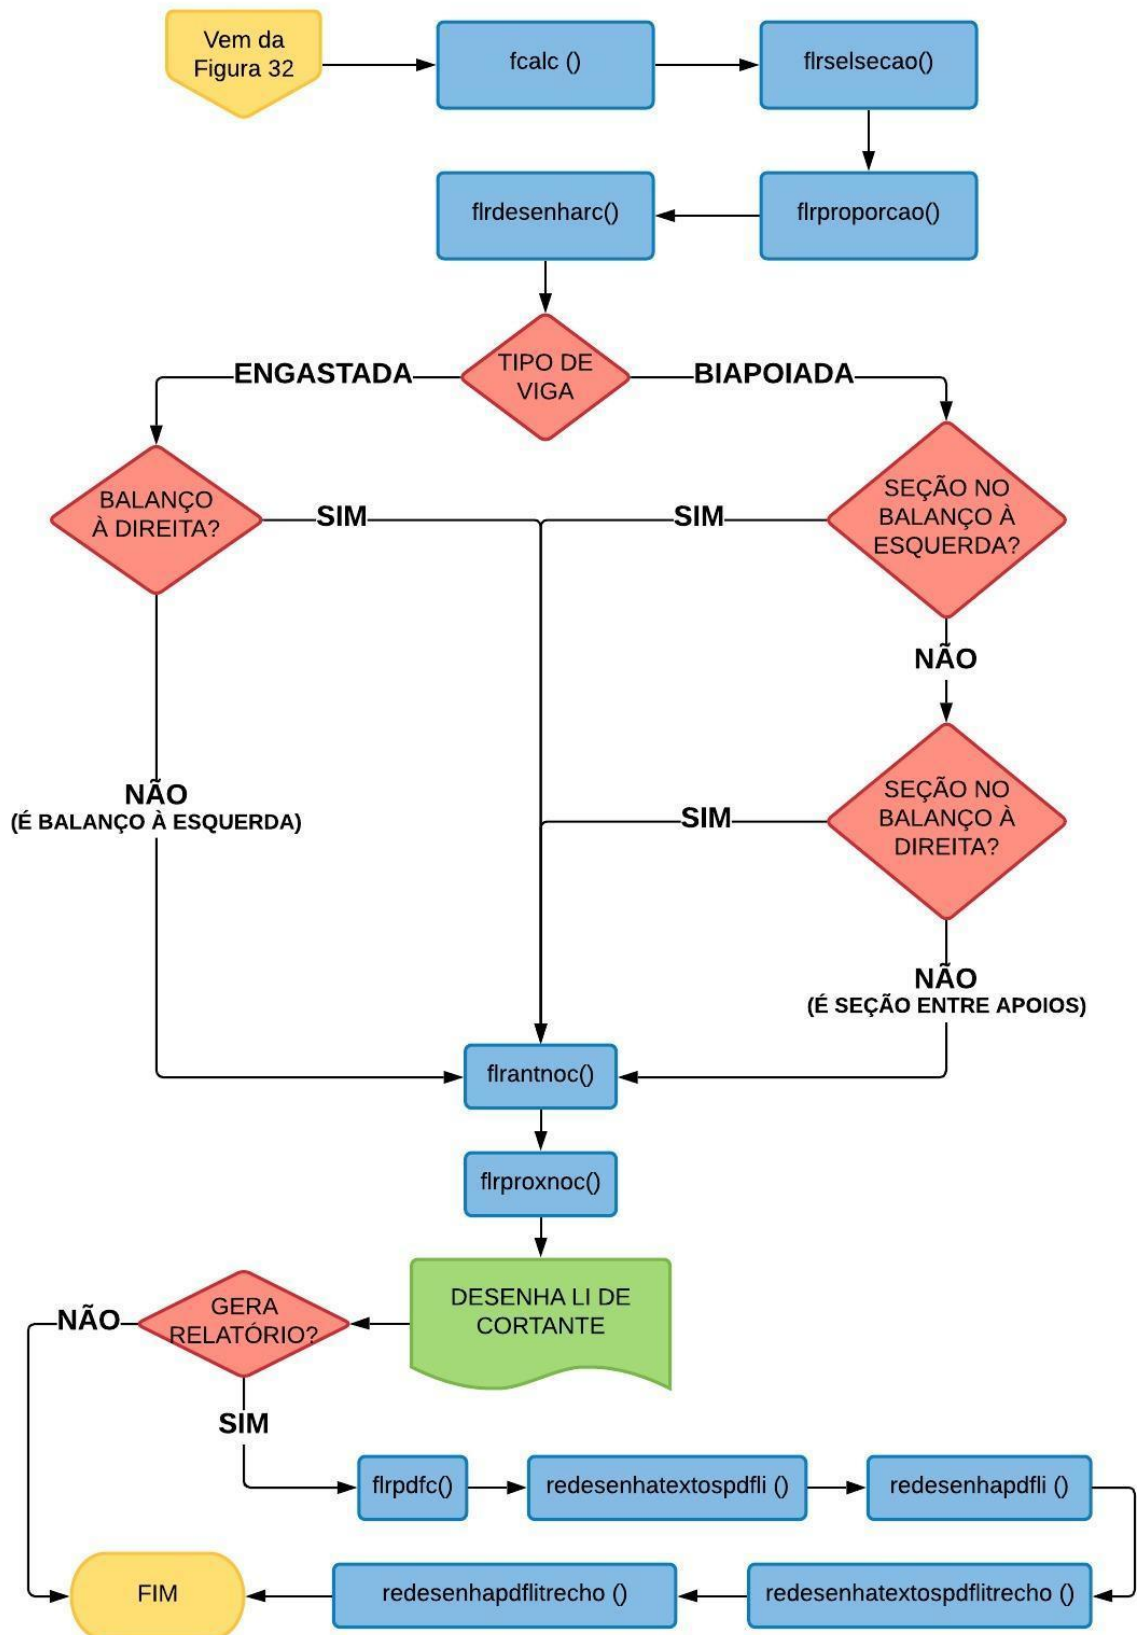 Vem da
Figura 32
fcalc ()
flrselsecao()
flrdesenharc()
flrproporcao()
TIPO DE
VIGA
ENGASTADA
BIAPOIADA
BALANÇO
À DIREITA?
SIM
SIM
SEÇÃO NO
BALANÇO À
ESQUERDA?
NÃO
NÃO
(É BALANÇO À ESQUERDA)
SIM
SEÇÃO NO
BALANÇO À
DIREITA?
NÃO
(É SEÇÃO ENTRE APOIOS)
flrantnoc()
flrproxnoc()
DESENHA LI DE
CORTANTE
GERA
RELATÓRIO?
NÃO
SIM
flrpdfc()
redesenhatextospdfli ()
redesenhapdfli ()
FIM
redesenhapdflitrecho ()
redesenhatextospdflitrecho ()